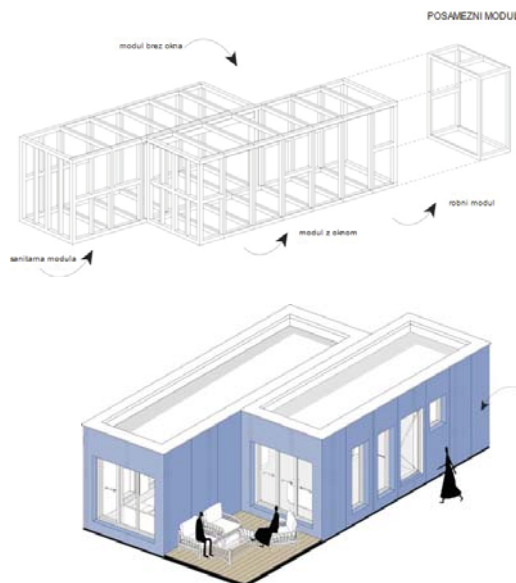 POSAMEZNI MODUL
modul brez okna
robni modul
modul z oknom
sanitarna modula